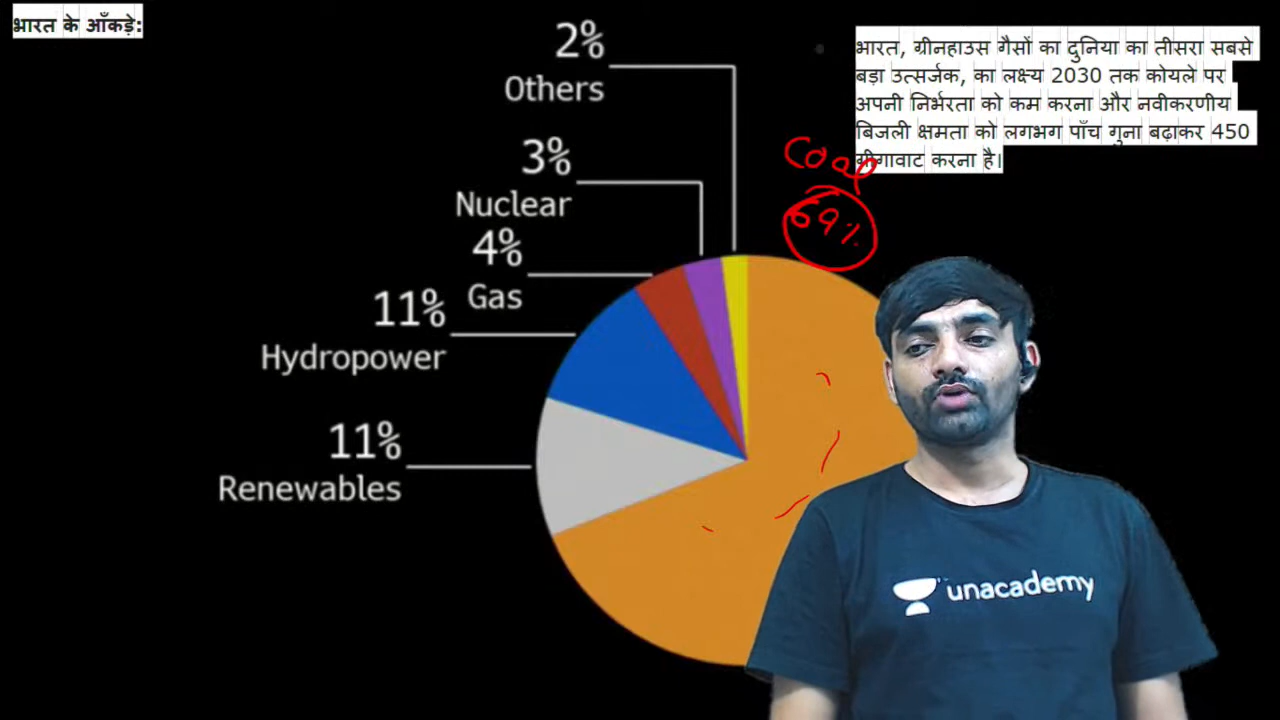 भारत के आँकड़े:
2%
Others
3%
Nuclear
4%
Gas
11%
Hydropower
11%
Renewables
भारत, ग्रीनहाउस गैसों का दुनिया का तीसरा सबसे
बड़ा उत्सर्जक, का लक्ष्य 2030 तक कोयले पर
अपनी निर्भरता को कम करना और नवीकरणीय
बिजली क्षमता को लगभग पाँच गुना बढ़ाकर 450
गीगावाट करना है।
Coal
69%
unacademy